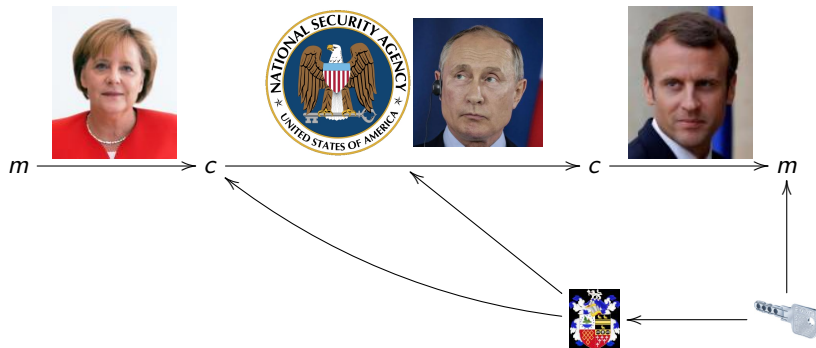 NATIONAL SECURITY AGENCY
UNITED STATES OF AMERICA
m
c
c
m